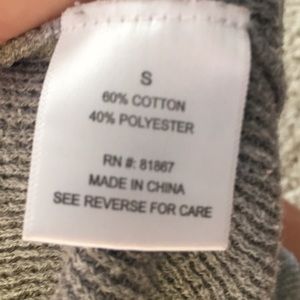 S
60% COTTON
40% POLYESTER
RN #: 81867
MADE IN CHINA
SEE REVERSE FOR CARE